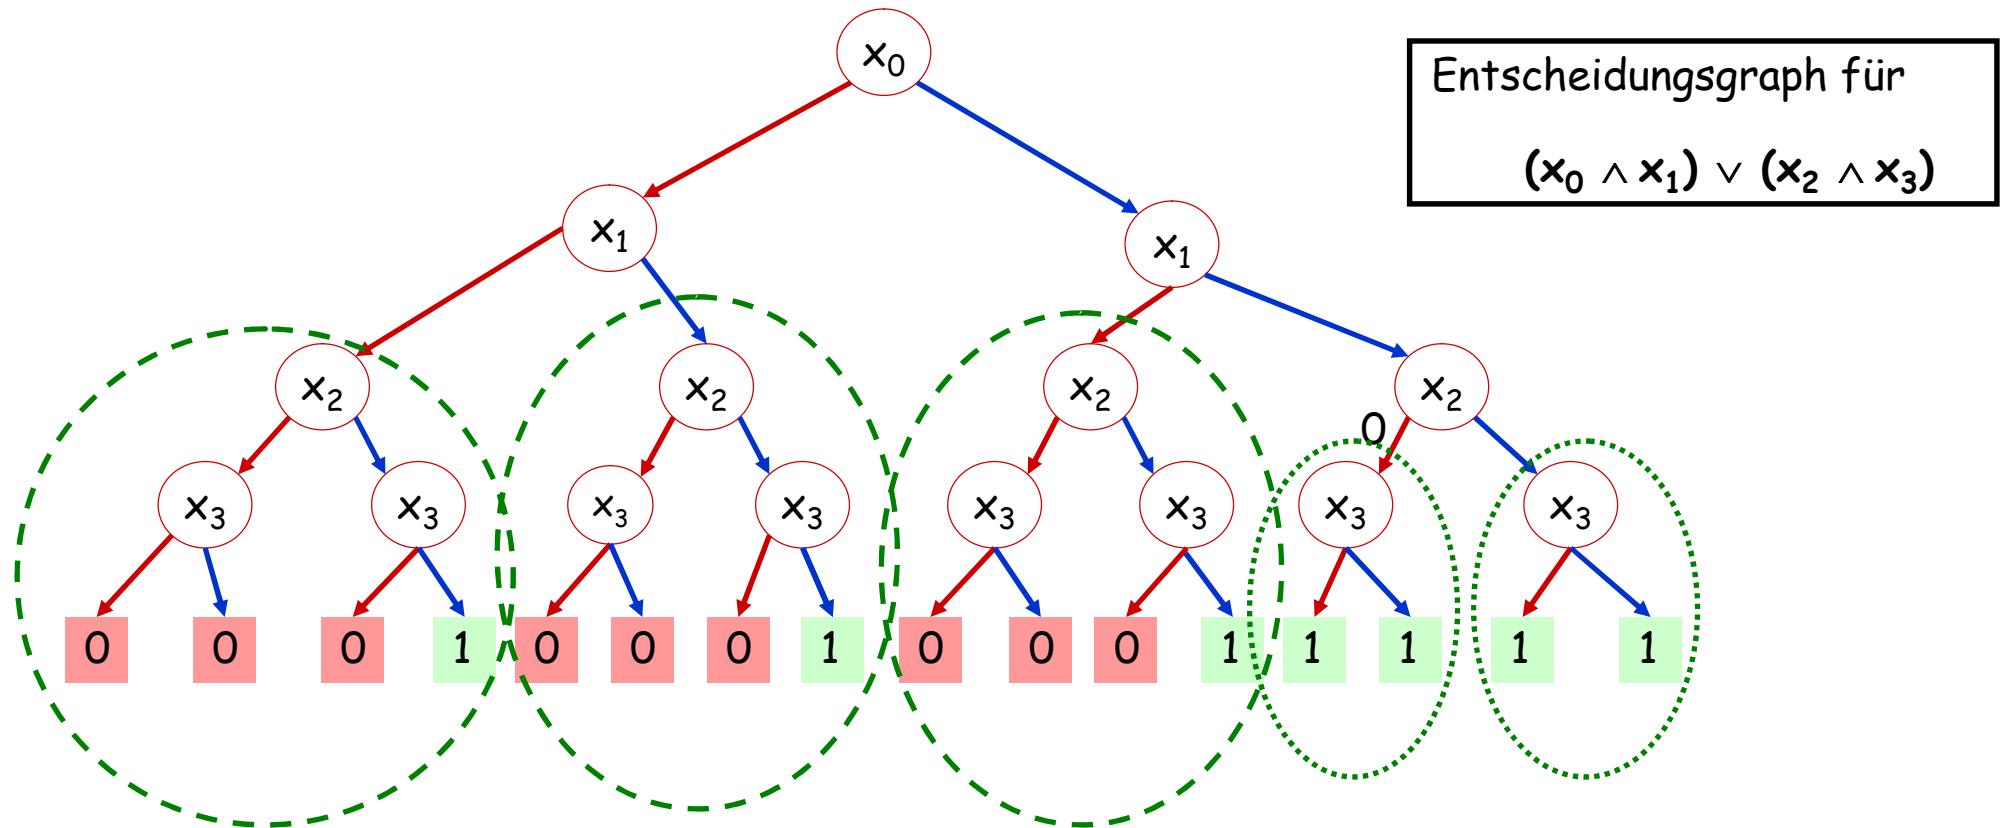 x₀
Entscheidungsgraph für
(x₀ ∧ x₁) ∨ (x₂ ∧ x₃)
x₁
x₁
x₂
x₂
x₂
x₂
0
x₃
x₃
x₃
x₃
x₃
x₃
x₃
x₃
0
0
0
1
0
0
0
1
0
0
0
1
1
1
1
1